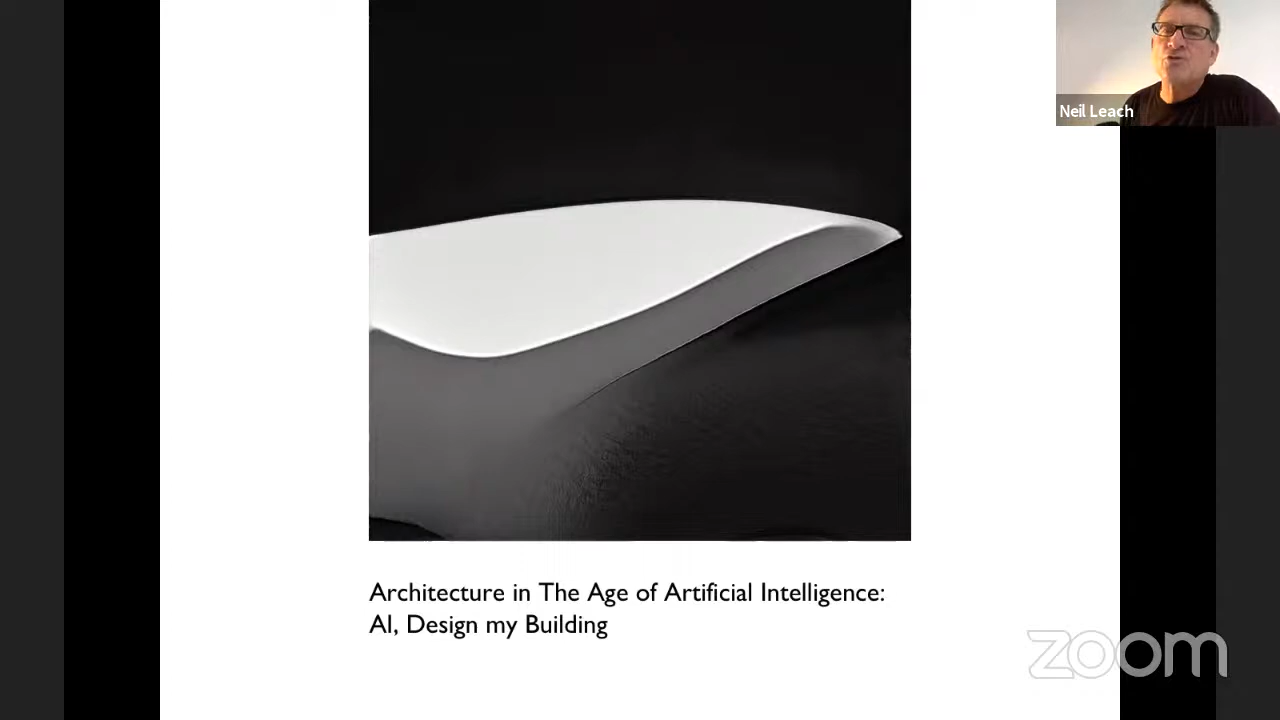 Neil Leach
Architecture in The Age of Artificial Intelligence:
AI, Design my Building
zoom